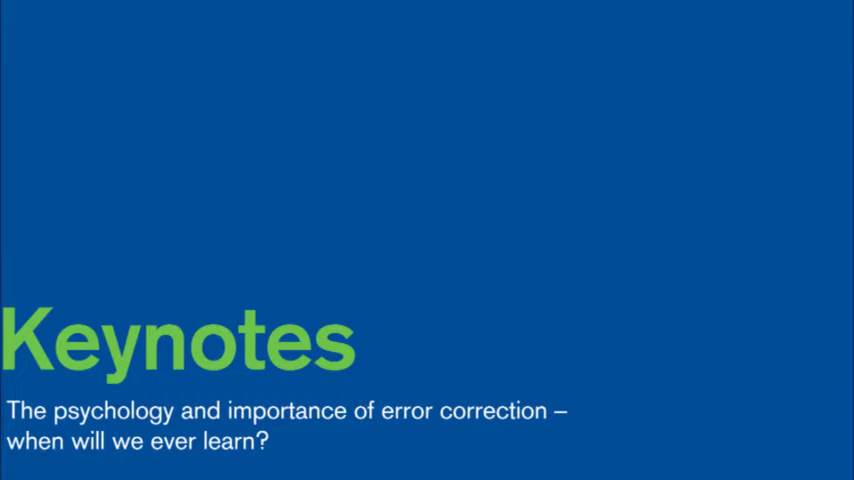 Keynotes
The psychology and importance of error correction –
when will we ever learn?